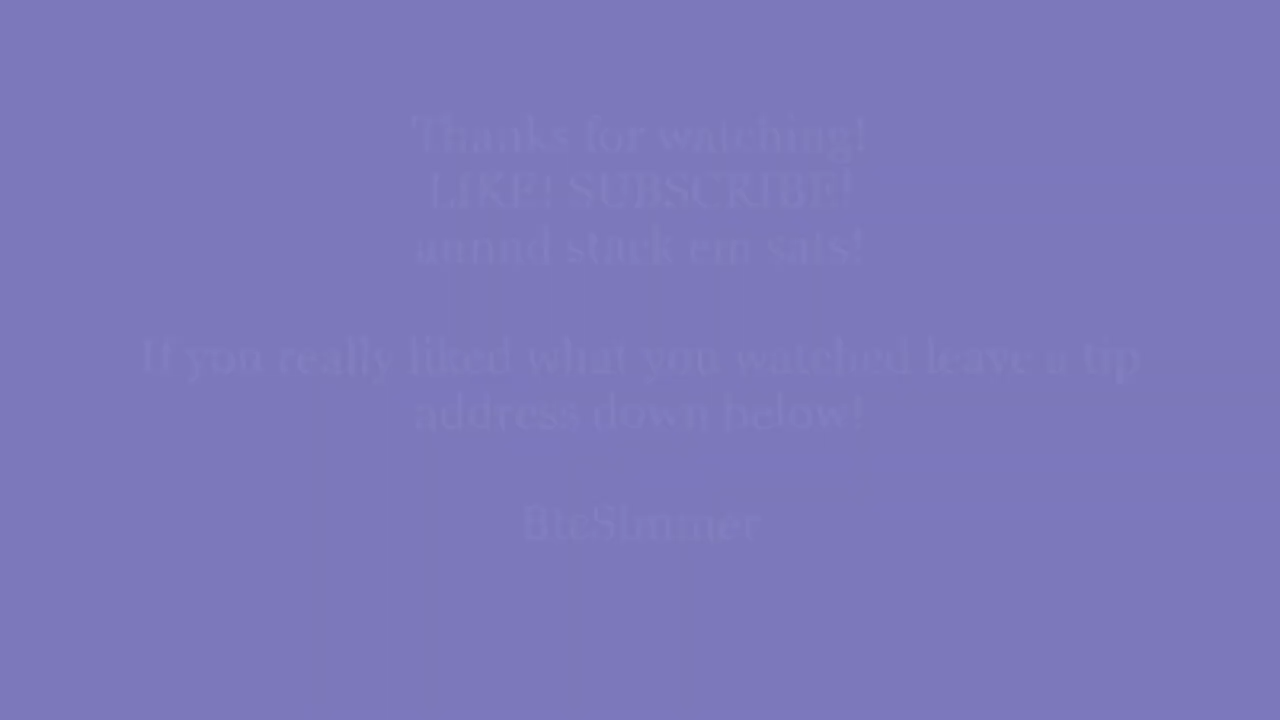 Thanks for watching!
LIKE! SUBSCRIBE!
annnd stack em sats!
If you really liked what you watched leave a tip
address down below!
BtcSimmer